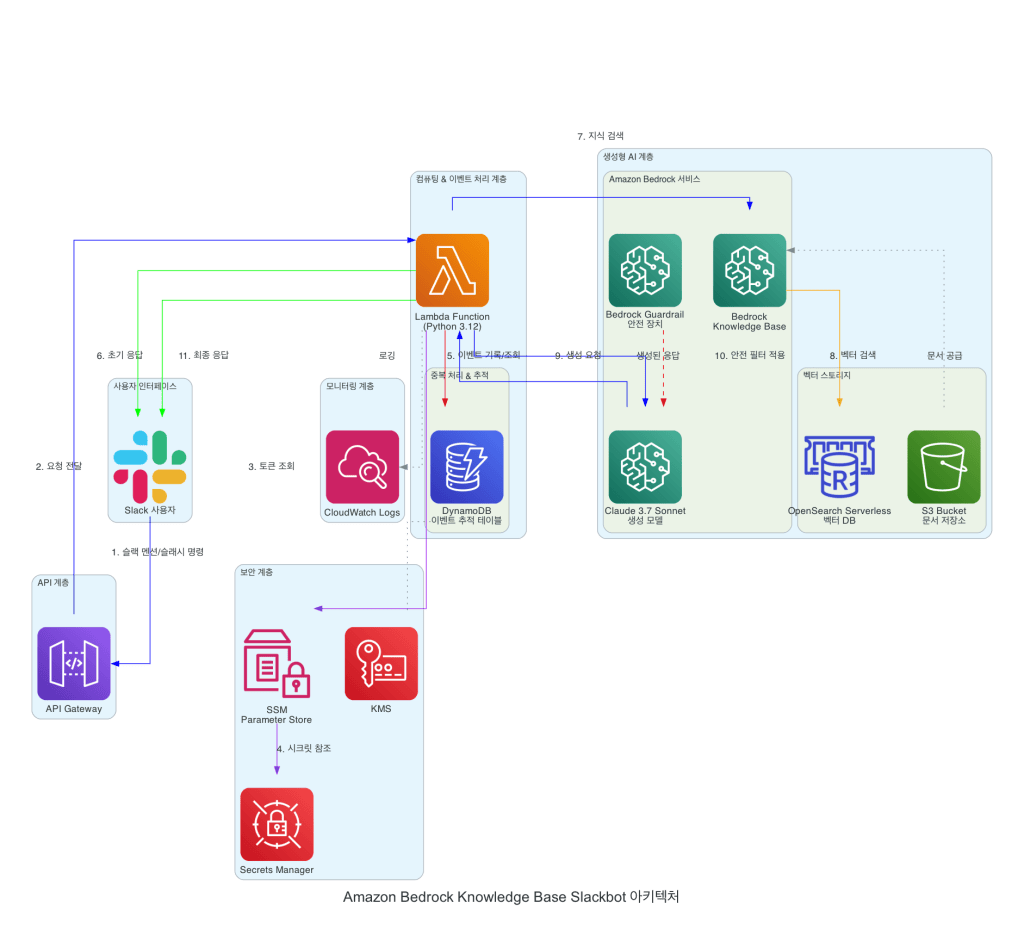 7. 지식 검색
생성형 AI 계층
컴퓨팅 & 이벤트 처리 계층
Amazon Bedrock 서비스
Lambda Function
(Python 3.12)
Bedrock Guardrail
안전 장치
Bedrock
Knowledge Base
6. 초기 응답
11. 최종 응답
로깅
5. 이벤트 기록/조회
9. 생성 요청
생성된 응답
10. 안전 필터 적용
8. 벡터 검색
문서 공급
사용자 인터페이스
모니터링 계층
중복 처리 & 추적
벡터 스토리지
2. 요청 전달
3. 토큰 조회
Slack 사용자
CloudWatch Logs
DynamoDB
이벤트 추적 테이블
Claude 3.7 Sonnet
생성 모델
OpenSearch Serverless
벡터 DB
S3 Bucket
문서 저장소
R
1. 슬랙 멘션/슬래시 명령
API 계층
보안 계층
</>
API Gateway
SSM
Parameter Store
KMS
4. 시크릿 참조
Secrets Manager
Amazon Bedrock Knowledge Base Slackbot 아키텍처